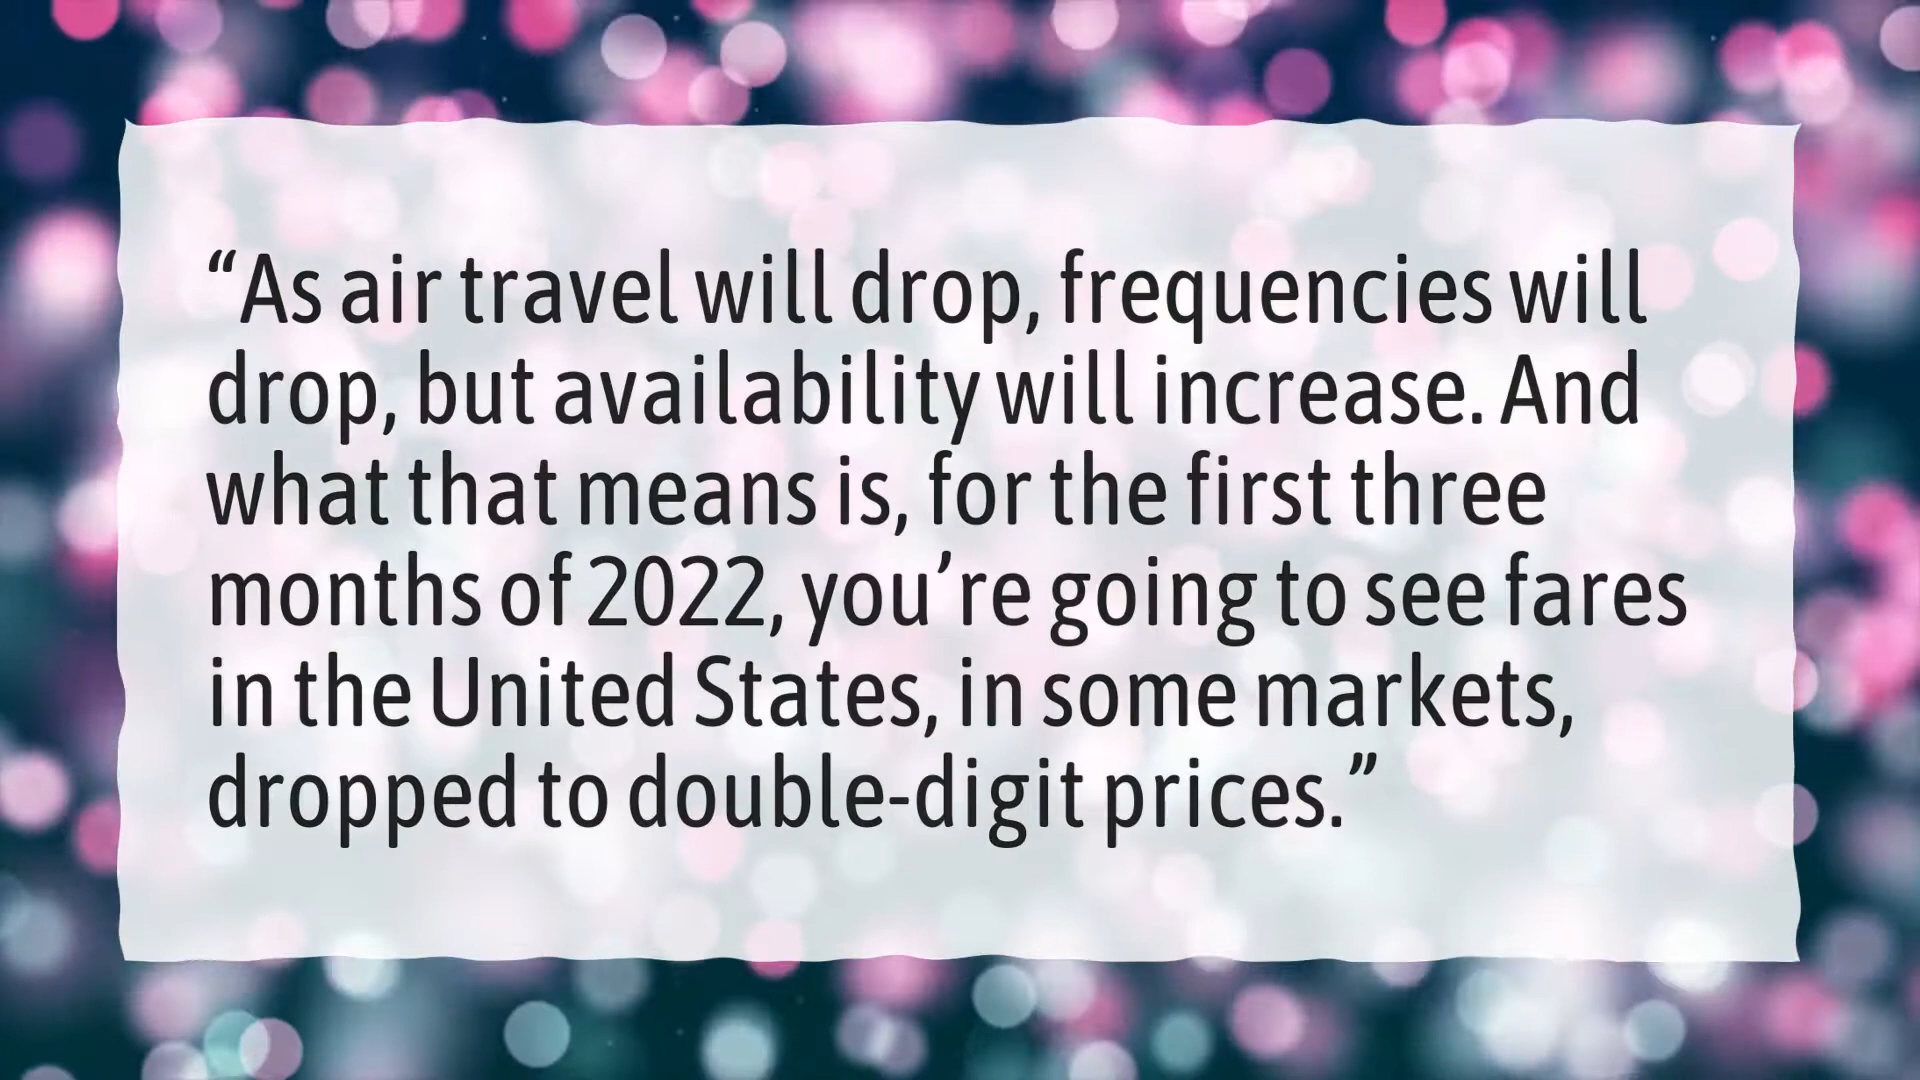 “As air travel will drop, frequencies will
drop, but availability will increase. And
what that means is, for the first three
months of 2022, you’re going to see fares
in the United States, in some markets,
dropped to double-digit prices.”